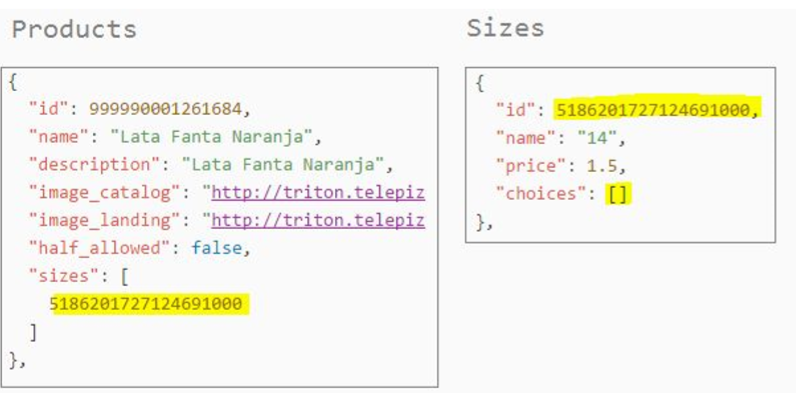 Products
{
"id": 999990001261684,
"name": "Lata Fanta Naranja",
"description": "Lata Fanta Naranja",
"image_catalog": "http://triton.telepiz
"image_landing": "http://triton.telepiz
"half_allowed": false,
"sizes": [
5186201727124691000
]
},
Sizes
{
"id": 5186201727124691000,
"name": "14",
"price": 1.5,
"choices": []
},